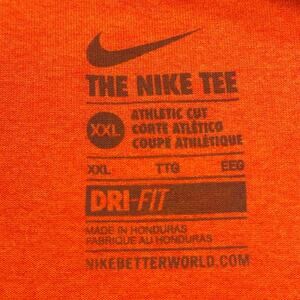 THE NIKE TEE
XXL
ATHLETIC CUT
CORTE ATLÉTICO
COUPE ATHLÉTIQUE
XXL TTG EEG
DRI-FIT
MADE IN HONDURAS
FABRIQUE AU HONDURAS
NIKEBETTERWORLD.COM